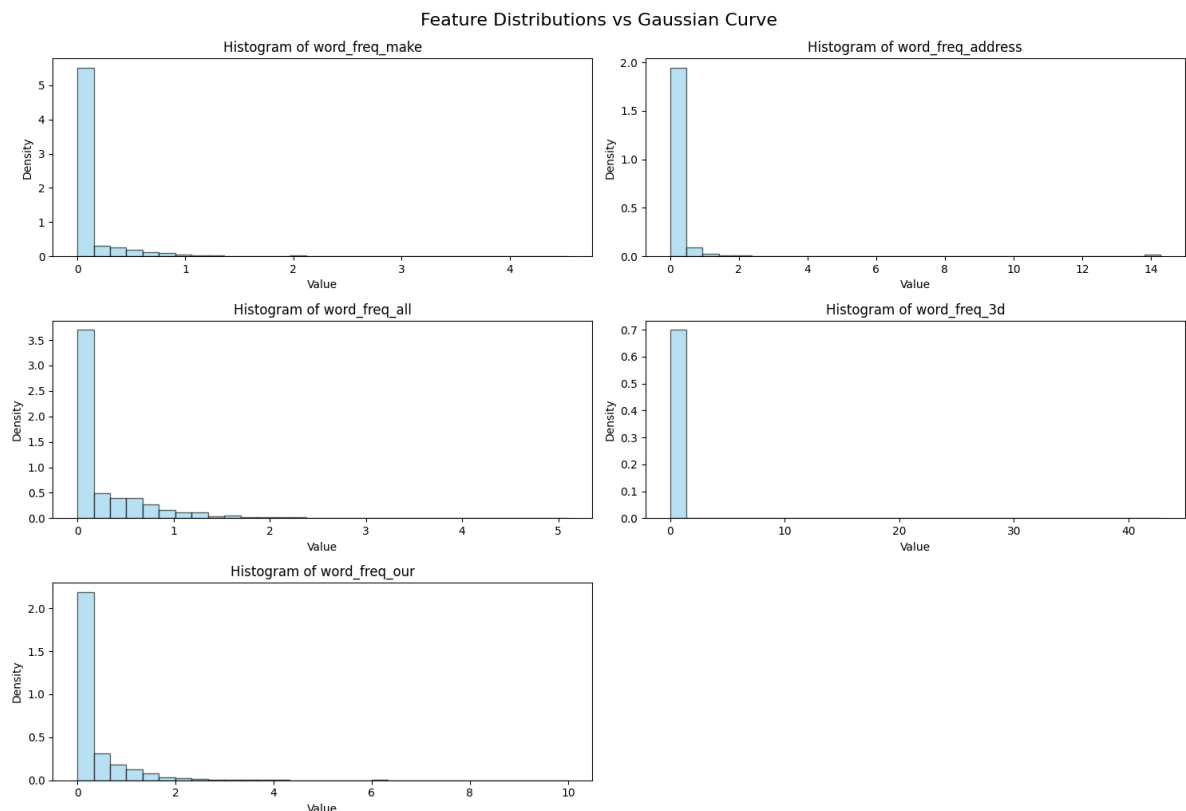 Feature Distributions vs Gaussian Curve
Histogram of word_freq_make
5
4
3
2
1
0
Density
0 1 2 3 4
Value
Histogram of word_freq_address
2.0
1.5
1.0
0.5
0.0
Density
0 2 4 6 8 10 12 14
Value
Histogram of word_freq_all
3.5
3.0
2.5
2.0
1.5
1.0
0.5
0.0
Density
0 1 2 3 4 5
Value
Histogram of word_freq_3d
0.7
0.6
0.5
0.4
0.3
0.2
0.1
0.0
Density
0 10 20 30 40
Value
Histogram of word_freq_our
2.0
1.5
1.0
0.5
0.0
Density
0 2 4 6 8 10
Value